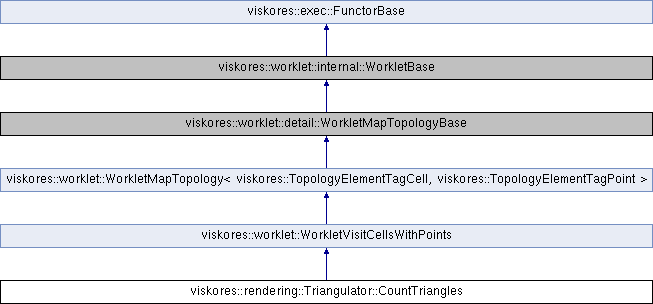 viskores::exec::FunctorBase
viskores::worklet::internal::WorkletBase
viskores::worklet::detail::WorkletMapTopologyBase
viskores::worklet::WorkletMapTopology< viskores::TopologyElementTagCell, viskores::TopologyElementTagPoint >
viskores::worklet::WorkletVisitCellsWithPoints
viskores::rendering::Triangulator::CountTriangles